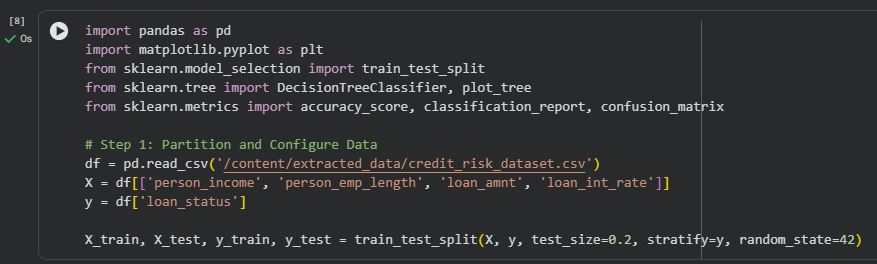 [8]
0s
import pandas as pd
import matplotlib.pyplot as plt
from sklearn.model_selection import train_test_split
from sklearn.tree import DecisionTreeClassifier, plot_tree
from sklearn.metrics import accuracy_score, classification_report, confusion_matrix
# Step 1: Partition and Configure Data
df = pd.read_csv('/content/extracted_data/credit_risk_dataset.csv')
X = df[['person_income', 'person_emp_length', 'loan_amnt', 'loan_int_rate']]
y = df['loan_status']
X_train, X_test, y_train, y_test = train_test_split(X, y, test_size=0.2, stratify=y, random_state=42)